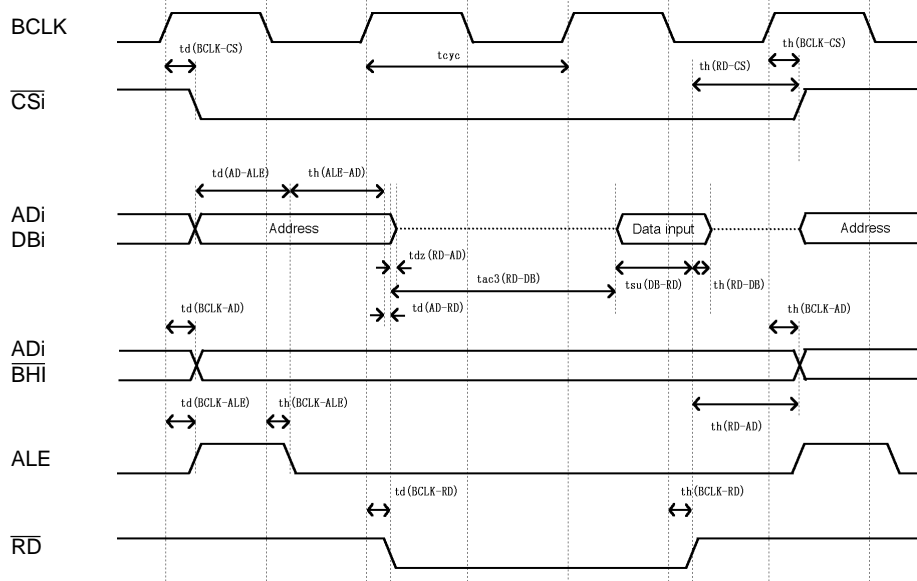 BCLK
td(BCLK-CS)
tcyc
th(BCLK-CS)
th(RD-CS)
CSi
td(AD-ALE)
th(ALE-AD)
ADi
DBi
Address
Data input
Address
tdz(RD-AD)
tac3(RD-DB)
tsu(DB-RD)
th(RD-DB)
td(AD-RD)
td(BCLK-AD)
th(BCLK-AD)
ADi
BHI
td(BCLK-ALE)
th(BCLK-ALE)
th(RD-AD)
ALE
td(BCLK-RD)
th(BCLK-RD)
RD